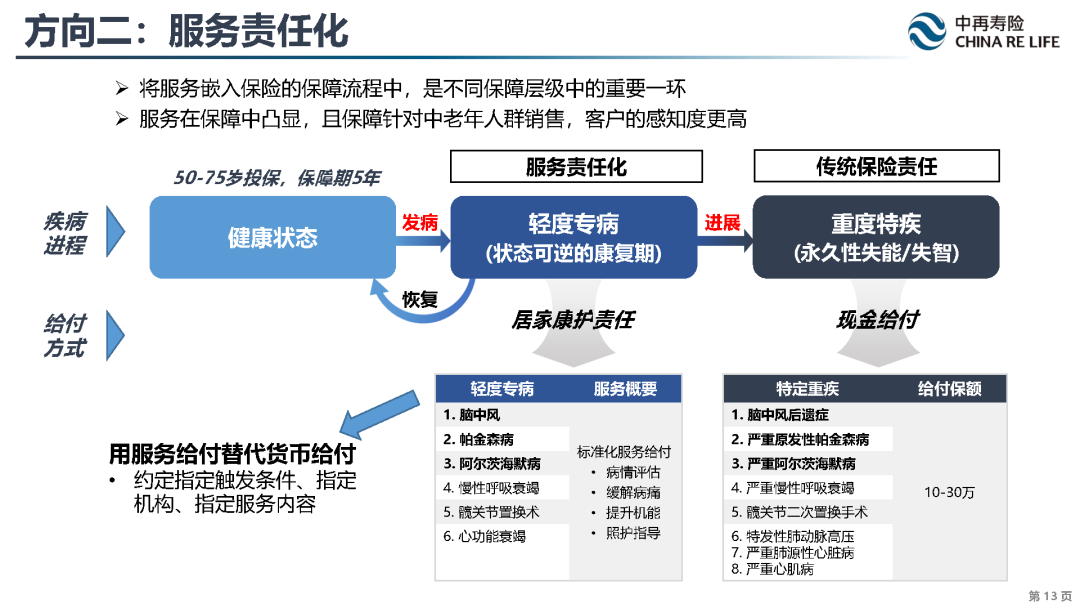 方向二：服务责任化
中再寿险
CHINA RE LIFE
➢ 将服务嵌入保险的保障流程中，是不同保障层级中的重要一环
➢ 服务在保障中凸显，且保障针对中老年人群销售，客户的感知度更高
50-75岁投保，保障期5年
服务责任化
传统保险责任
疾病
进程
健康状态
发病
轻度专病
(状态可逆的康复期)
进展
重度特疾
(永久性失能/失智)
恢复
给付
方式
居家康护责任
现金给付
轻度专病 服务概要
1. 脑中风
2. 帕金森病
3. 阿尔茨海默病
4. 慢性呼吸衰竭
5. 髋关节置换术
6. 心功能衰竭
标准化服务给付
• 病情评估
• 缓解病痛
• 提升机能
• 照护指导
特定重疾 给付保额
1. 脑中风后遗症
2. 严重原发性帕金森病
3. 严重阿尔茨海默病
4. 严重慢性呼吸衰竭
5. 髋关节二次置换手术
6. 特发性肺动脉高压
7. 严重肺源性心脏病
8. 严重心肌病
10-30万
用服务给付替代货币给付
• 约定指定触发条件、指定
机构、指定服务内容
第 13 页